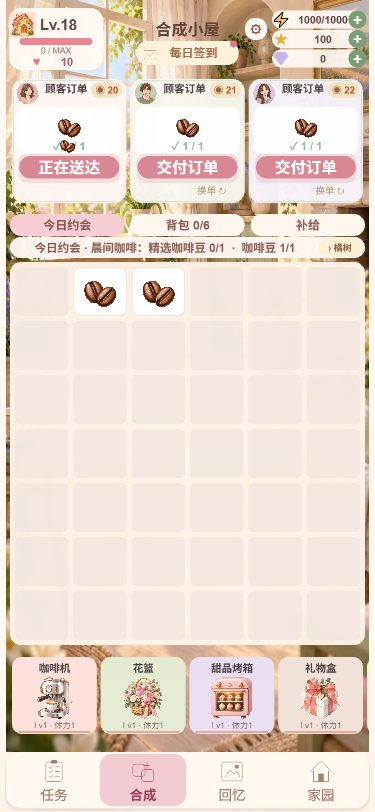 Lv.18
0 / MAX
♥ 10
合成小屋
每日签到
1000/1000 +
100 +
0 +
顾客订单 20
✓ / 1
正在送达
顾客订单 21
✓ 1 / 1
交付订单
换单 ↻
顾客订单 22
✓ 1 / 1
交付订单
换单 ↻
今日约会
背包 0/6
补给
今日约会 · 晨间咖啡：精选咖啡豆 0/1 · 咖啡豆 1/1
› 橘树
咖啡机
lv1 · 体力1
花篮
lv1 · 体力1
甜品烤箱
lv1 · 体力1
礼物盒
lv1 · 体力1
任务
合成
回忆
家园